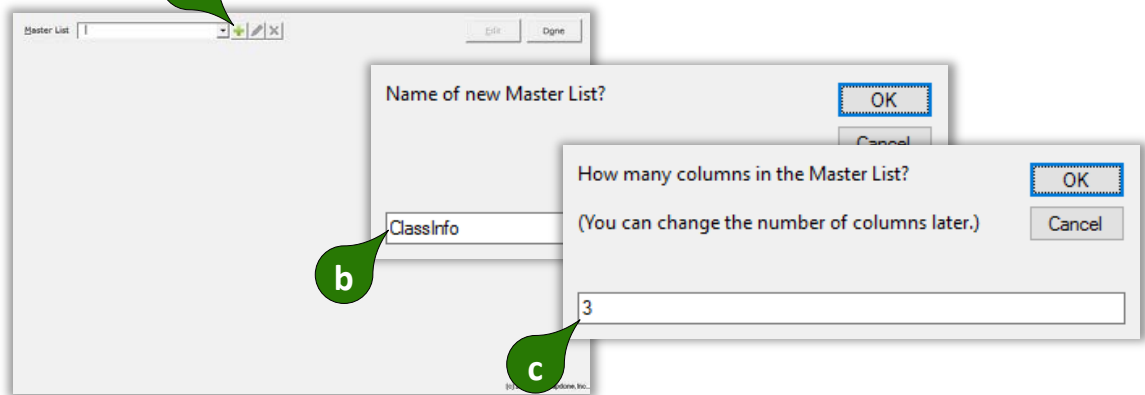 Master List
Edit
Done
Name of new Master List?
OK
Cancel
ClassInfo
b
How many columns in the Master List?
OK
(You can change the number of columns later.)
Cancel
3
c
Inc.